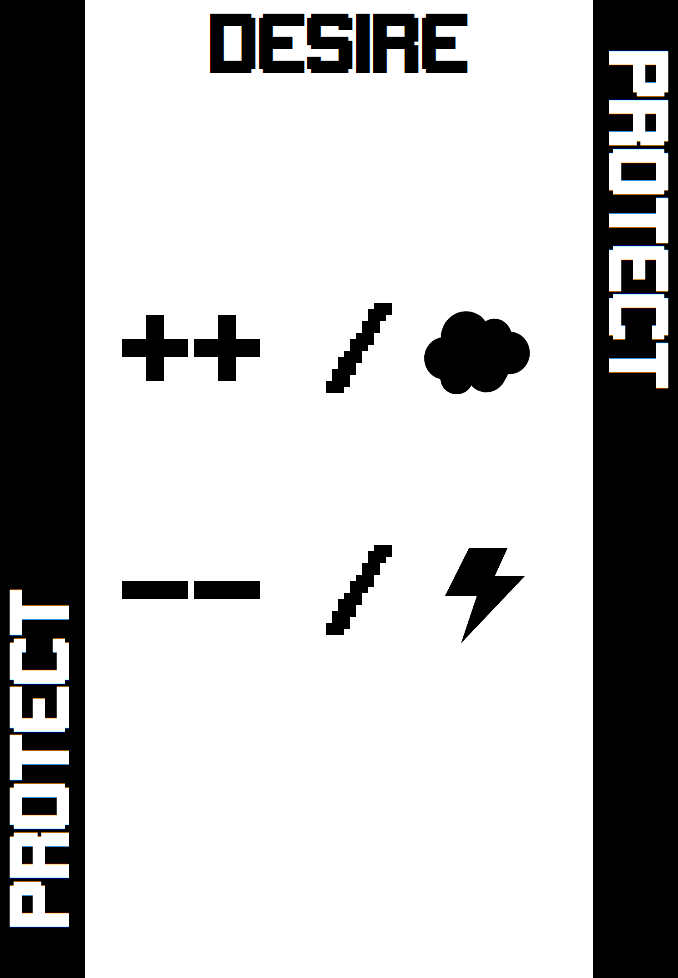 DESIRE
++ /
-- /
PROTECT
PROTECT